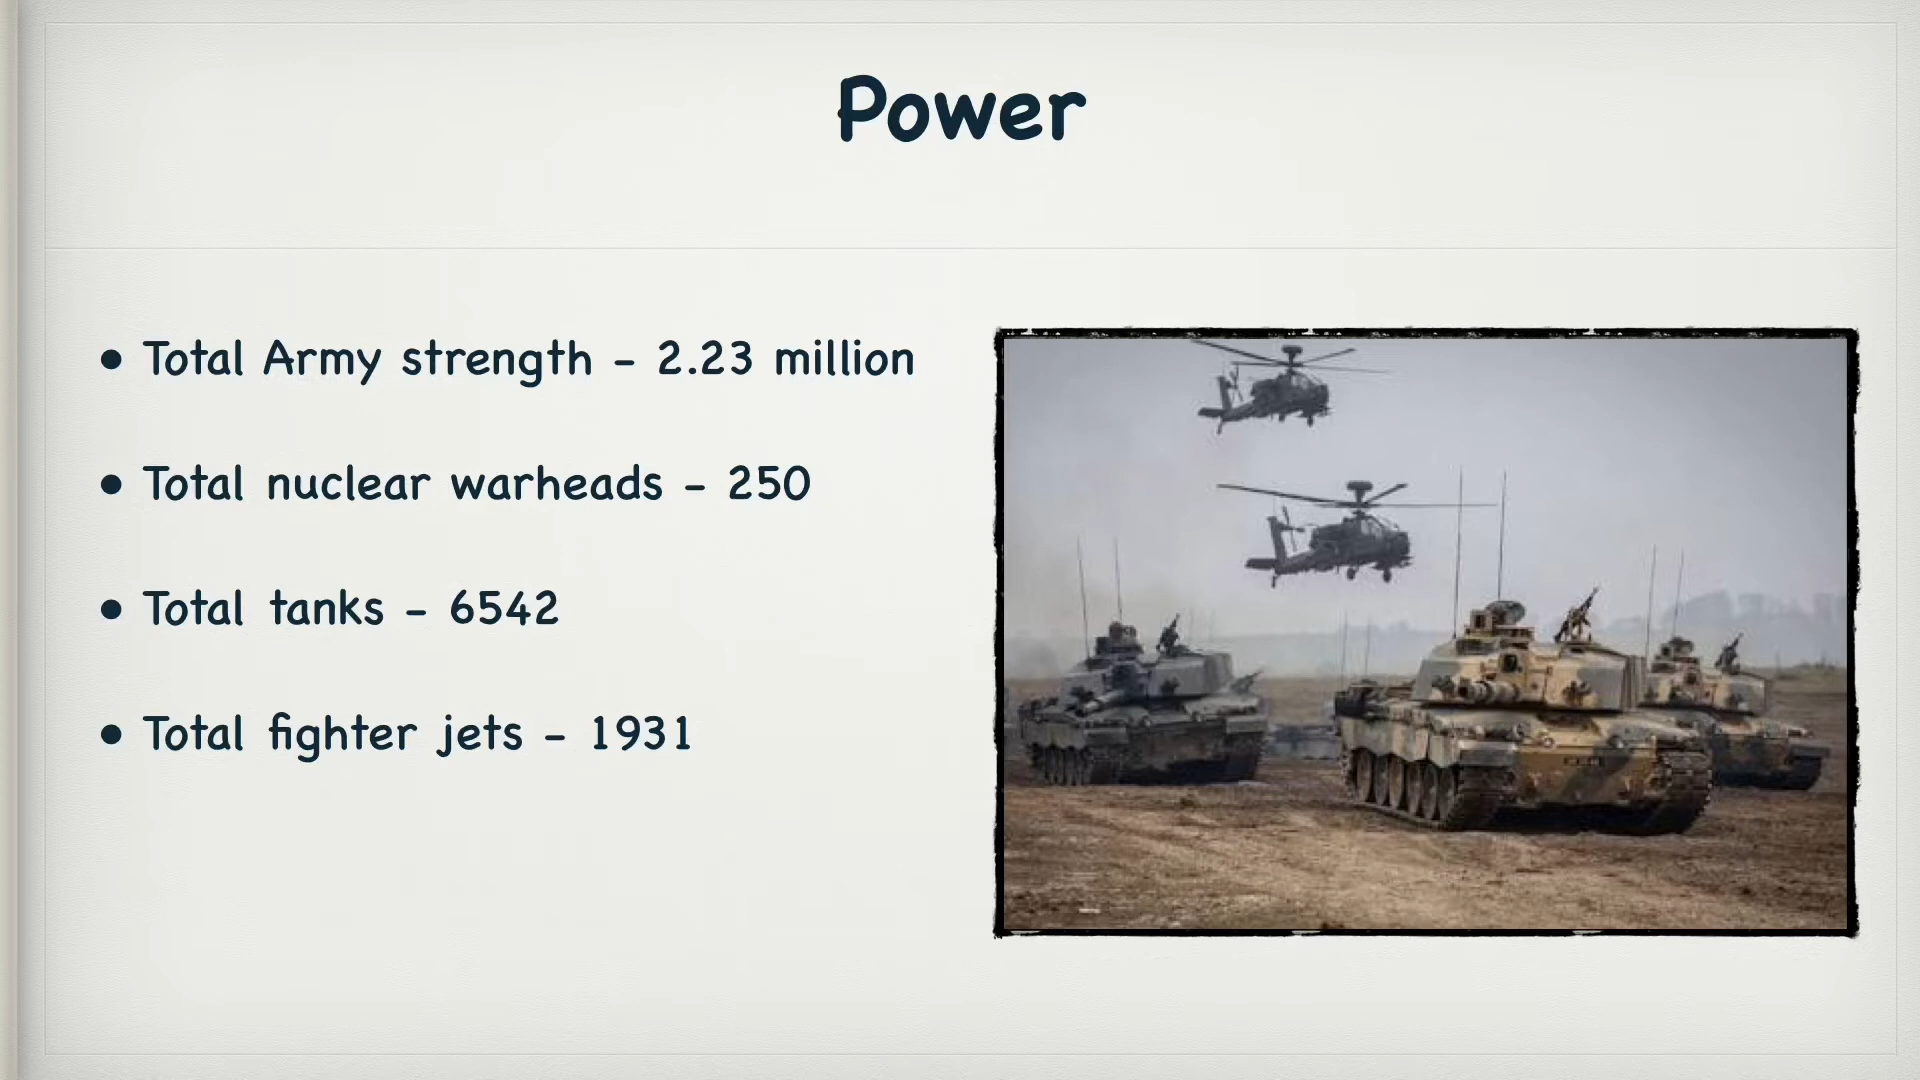 Power
• Total Army strength - 2.23 million
• Total nuclear warheads - 250
• Total tanks - 6542
• Total fighter jets - 1931